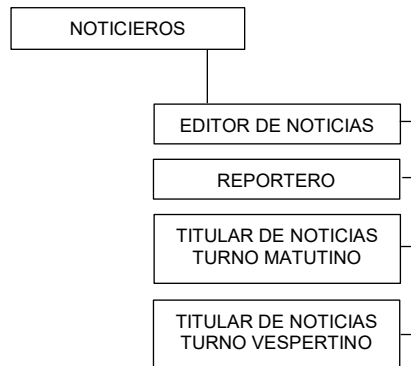 NOTICIEROS
EDITOR DE NOTICIAS
REPORTERO
TITULAR DE NOTICIAS
TURNO MATUTINO
TITULAR DE NOTICIAS
TURNO VESPERTINO